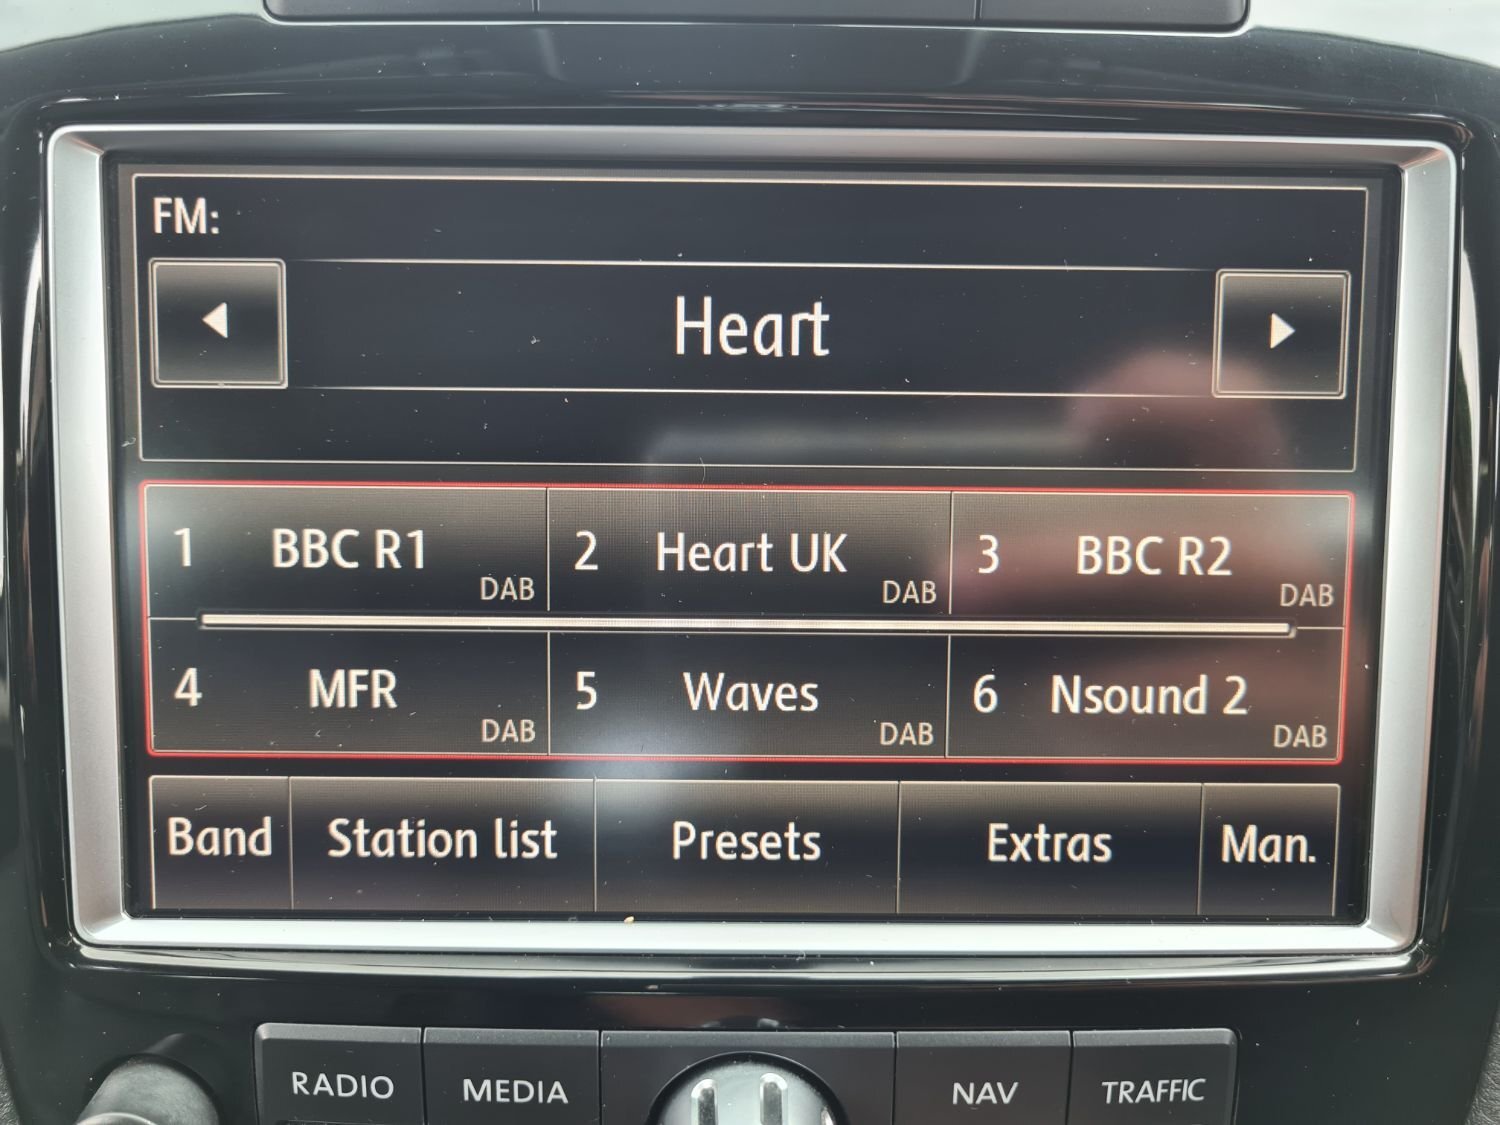 FM:
Heart
1 BBC R1 DAB
2 Heart UK DAB
3 BBC R2 DAB
4 MFR DAB
5 Waves DAB
6 Nsound 2 DAB
Band Station list Presets Extras Man.
RADIO MEDIA NAV TRAFFIC